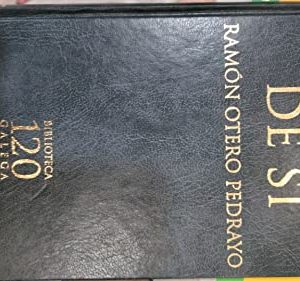 DE SI
RAMÓN OTERO PEDRAYO
BIBLIOTECA
120
GALEGA